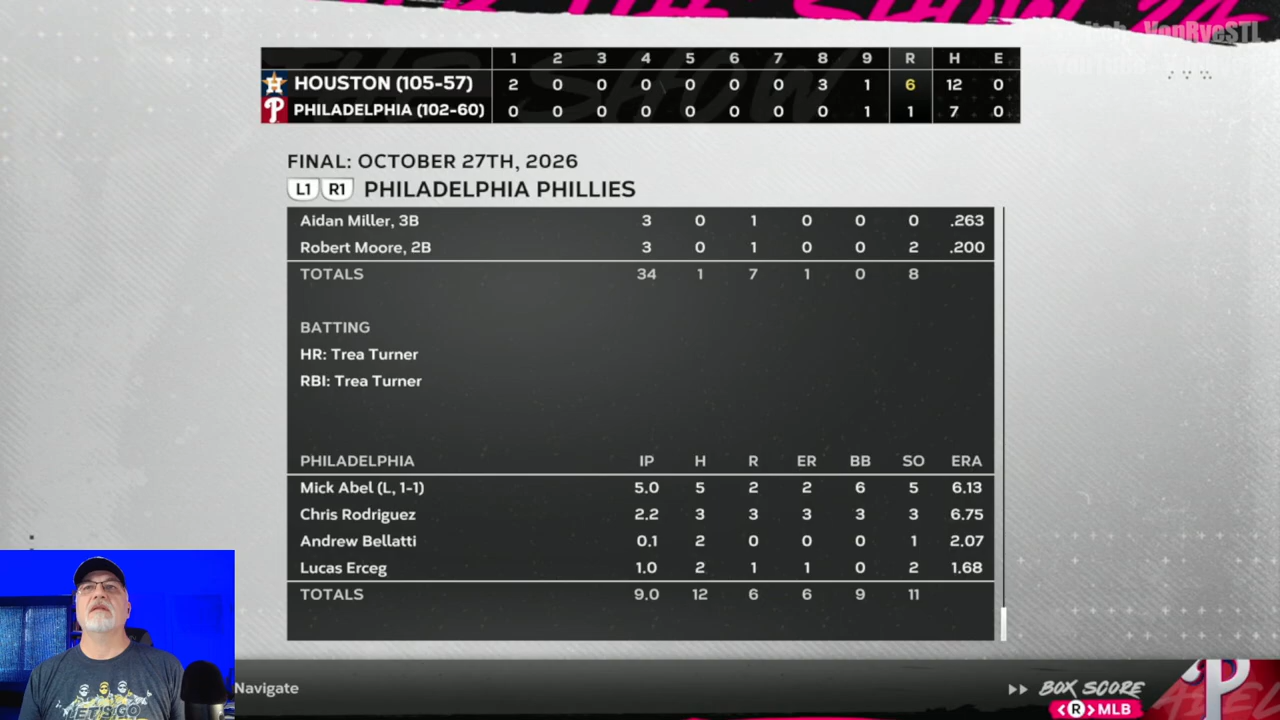 THE SHOW 24
Twitch VonRyeSTL
1 2 3 4 5 6 7 8 9 R H E
HOUSTON (105-57) 2 0 0 0 0 0 0 3 1 6 12 0
PHILADELPHIA (102-60) 0 0 0 0 0 0 0 0 1 1 7 0
FINAL: OCTOBER 27TH, 2026
L1 R1 PHILADELPHIA PHILLIES
Aidan Miller, 3B 3 0 1 0 0 0 .263
Robert Moore, 2B 3 0 1 0 0 2 .200
TOTALS 34 1 7 1 0 8
BATTING
HR: Trea Turner
RBI: Trea Turner
PHILADELPHIA IP H R ER BB SO ERA
Mick Abel (L, 1-1) 5.0 5 2 2 6 5 6.13
Chris Rodriguez 2.2 3 3 3 3 3 6.75
Andrew Bellatti 0.1 2 0 0 0 1 2.07
Lucas Erceg 1.0 2 1 1 0 2 1.68
TOTALS 9.0 12 6 6 9 11
LET'S GO
Navigate
BOX SCORE
R MLB